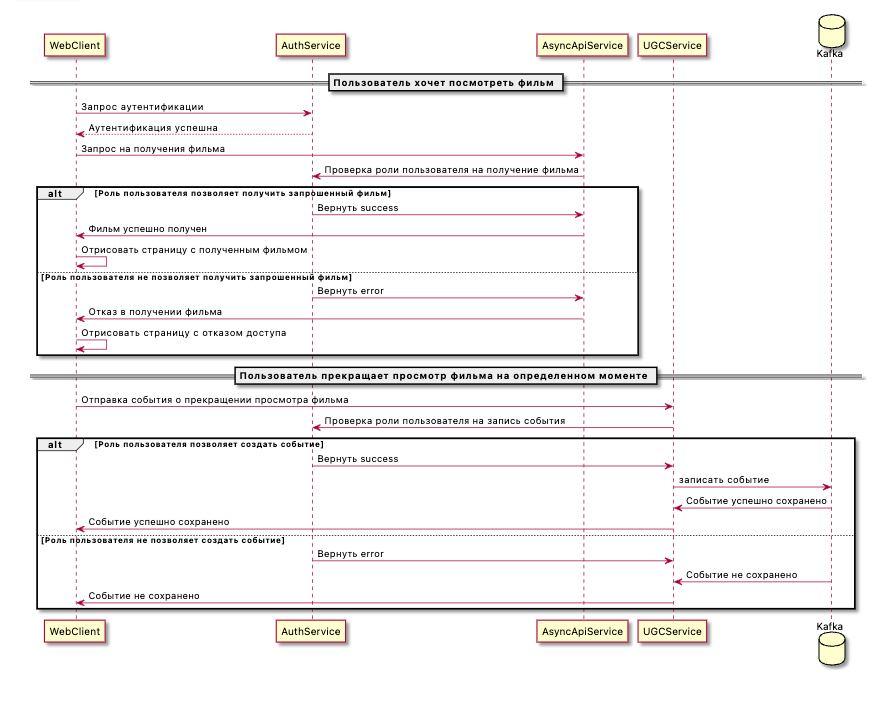 WebClient
AuthService
AsyncApiService
UGCService
Kafka
Пользователь хочет посмотреть фильм
Запрос аутентификации
Аутентификация успешна
Запрос на получения фильма
Проверка роли пользователя на получение фильма
alt
[Роль пользователя позволяет получить запрошенный фильм]
Вернуть success
Фильм успешно получен
Отрисовать страницу с полученным фильмом
[Роль пользователя не позволяет получить запрошенный фильм]
Вернуть error
Отказ в получении фильма
Отрисовать страницу с отказом доступа
Пользователь прекращает просмотр фильма на определенном моменте
Отправка события о прекращении просмотра фильма
Проверка роли пользователя на запись события
alt
[Роль пользователя позволяет создать событие]
Вернуть success
записать событие
Событие успешно сохранено
Событие успешно сохранено
[Роль пользователя не позволяет создать событие]
Вернуть error
Событие не сохранено
Событие не сохранено
WebClient
AuthService
AsyncApiService
UGCService
Kafka